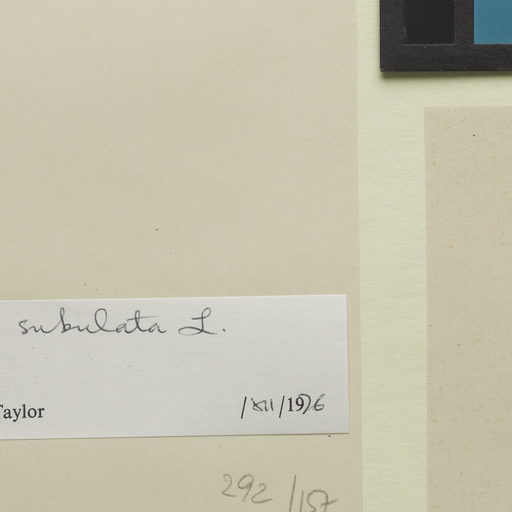 subulata L.
Taylor /XII/1976
292 /157